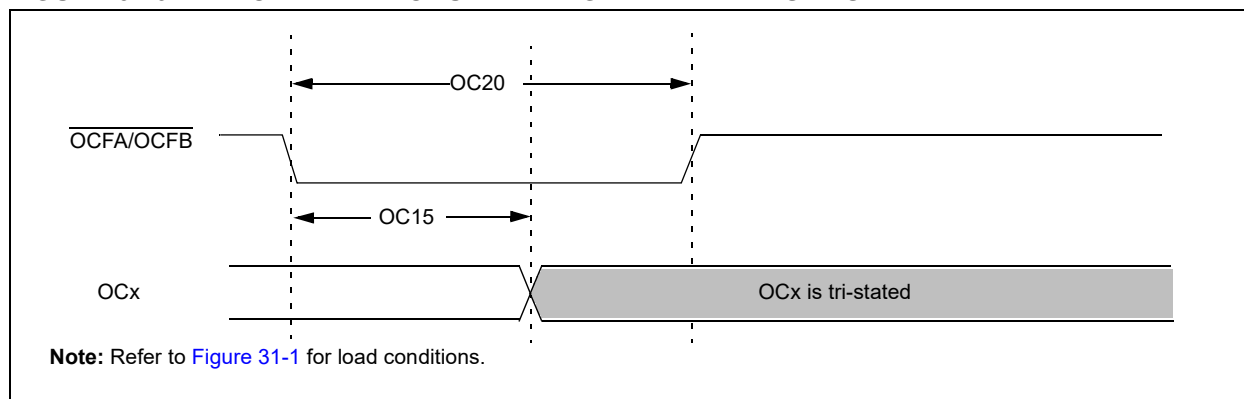 OC20
OCFA/OCFB
OC15
OCx
OCx is tri-stated
Note: Refer to Figure 31-1 for load conditions.